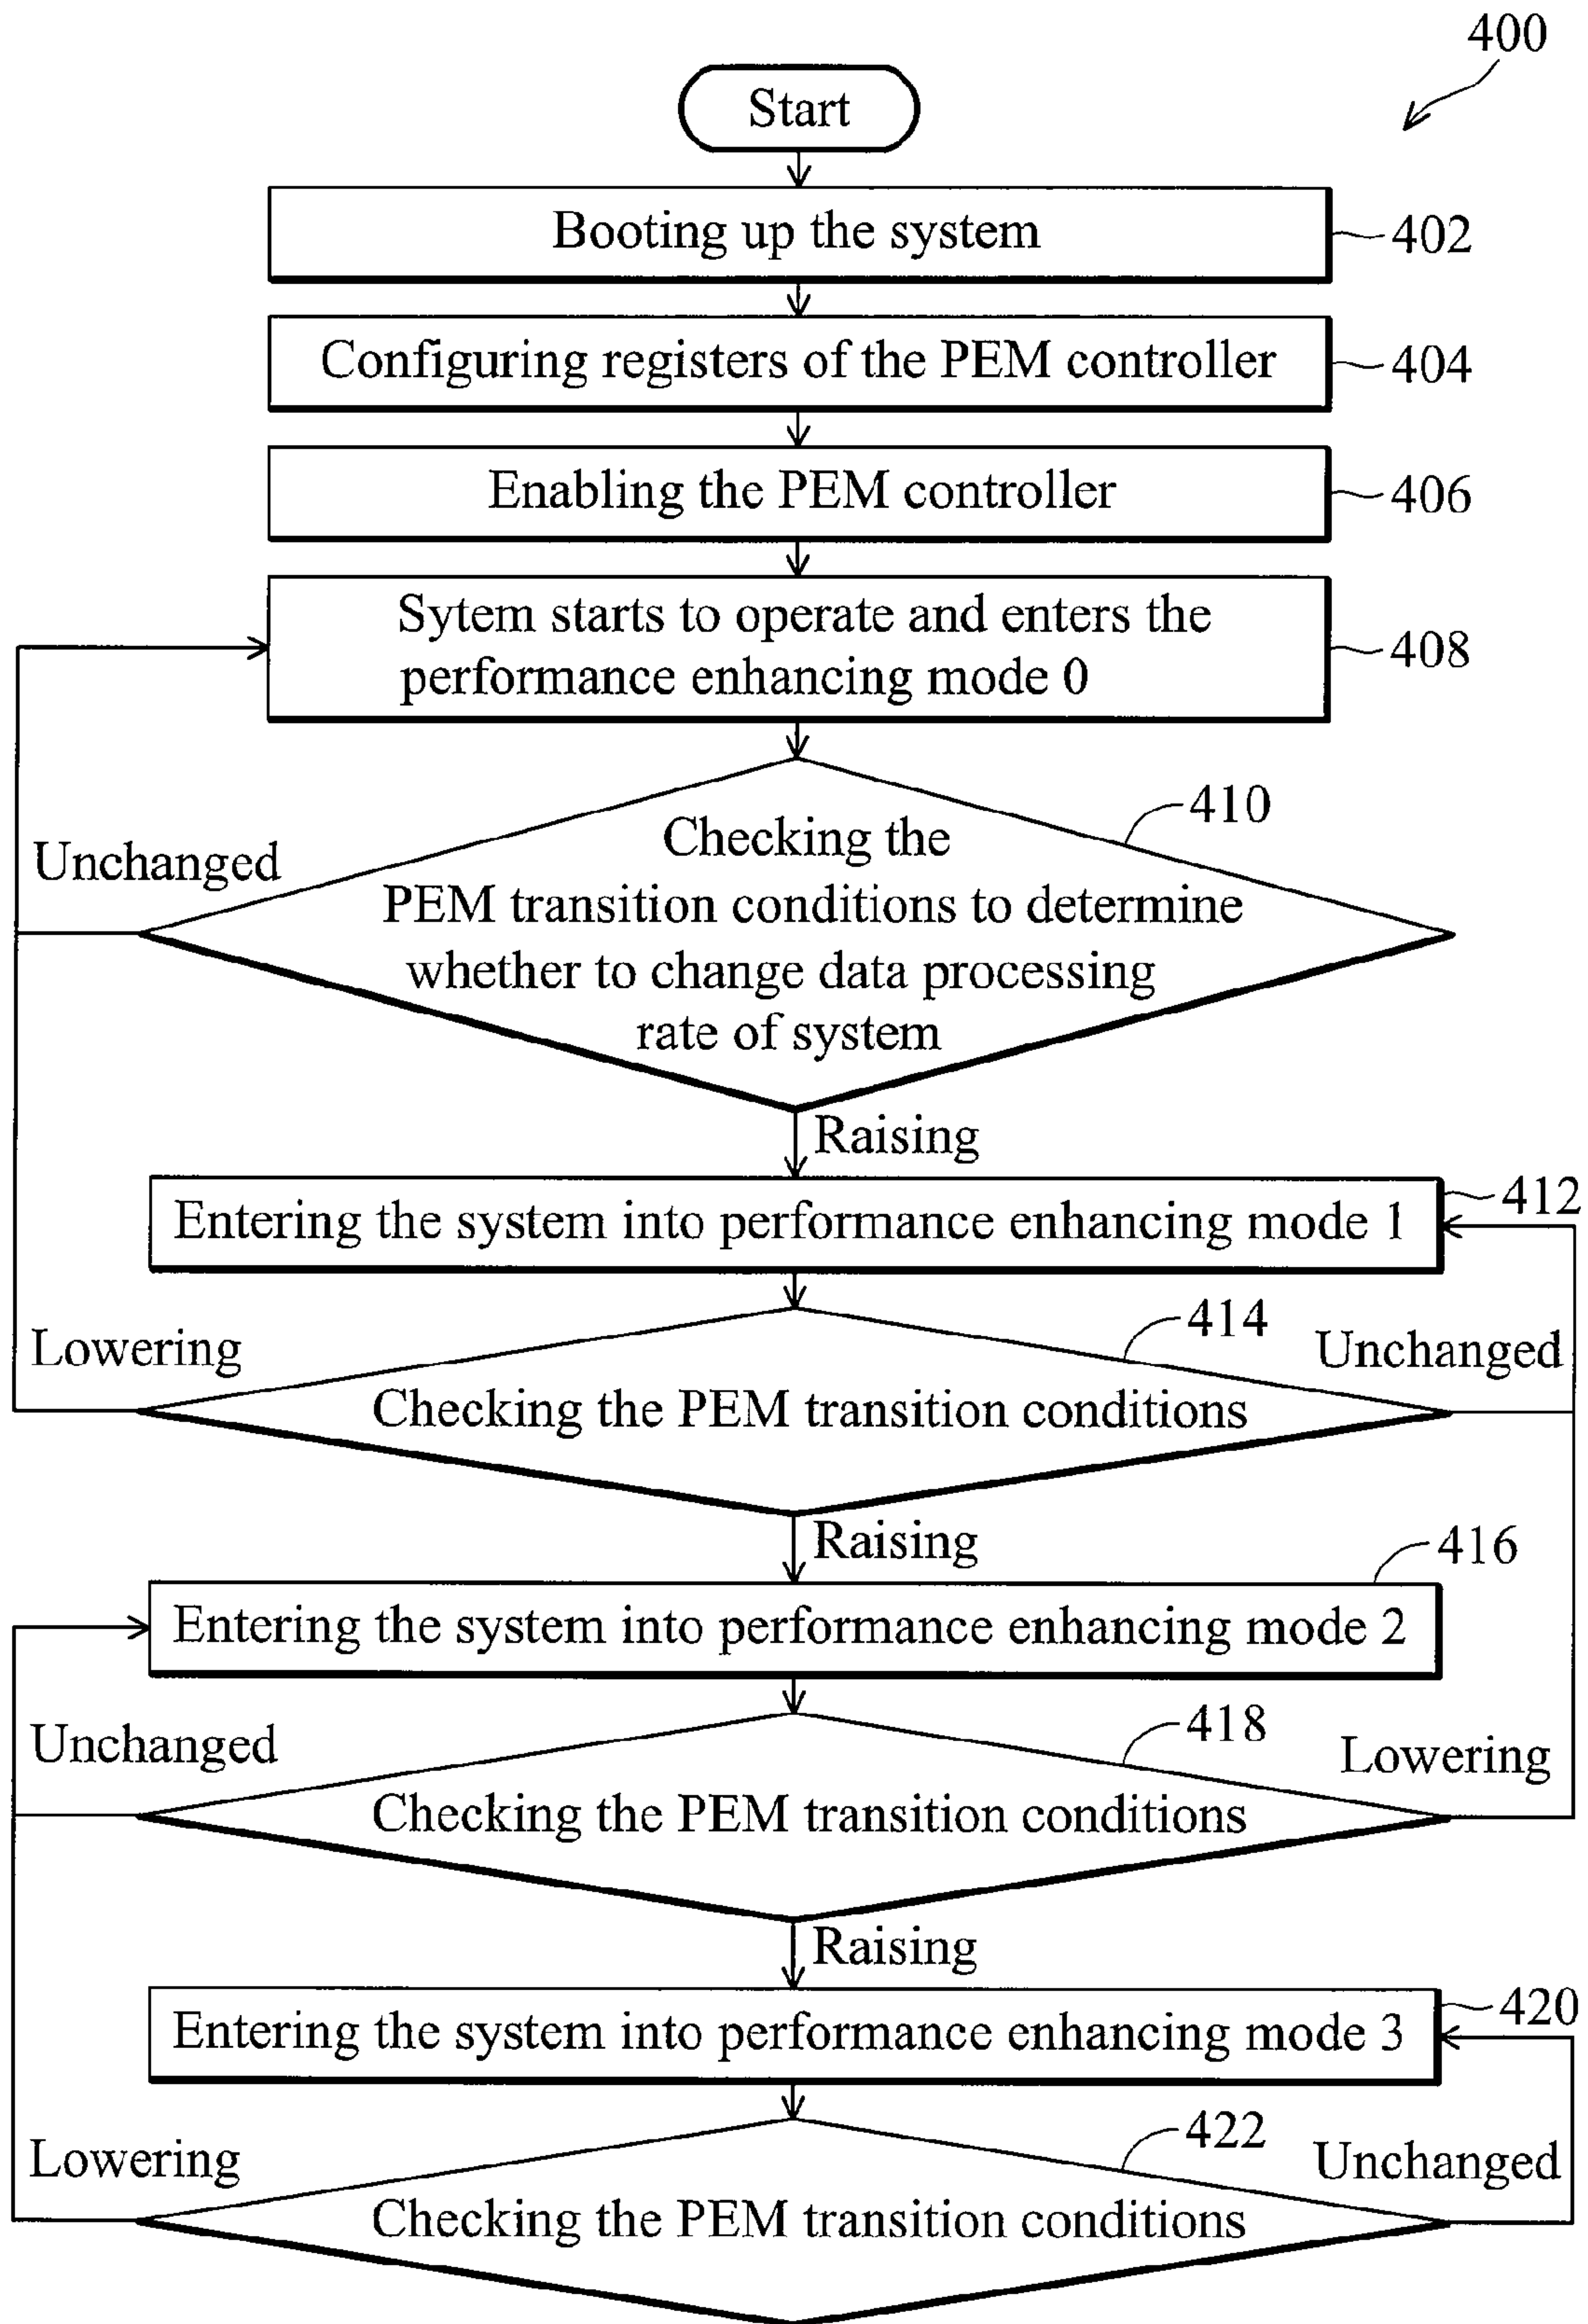 400
Start
Booting up the system
402
Configuring registers of the PEM controller
404
Enabling the PEM controller
406
Sytem starts to operate and enters the
performance enhancing mode 0
408
410
Unchanged
Checking the
PEM transition conditions to determine
whether to change data processing
rate of system
Raising
412
Entering the system into performance enhancing mode 1
414
Lowering
Unchanged
Checking the PEM transition conditions
Raising
416
Entering the system into performance enhancing mode 2
418
Unchanged
Lowering
Checking the PEM transition conditions
Raising
420
Entering the system into performance enhancing mode 3
422
Lowering
Unchanged
Checking the PEM transition conditions